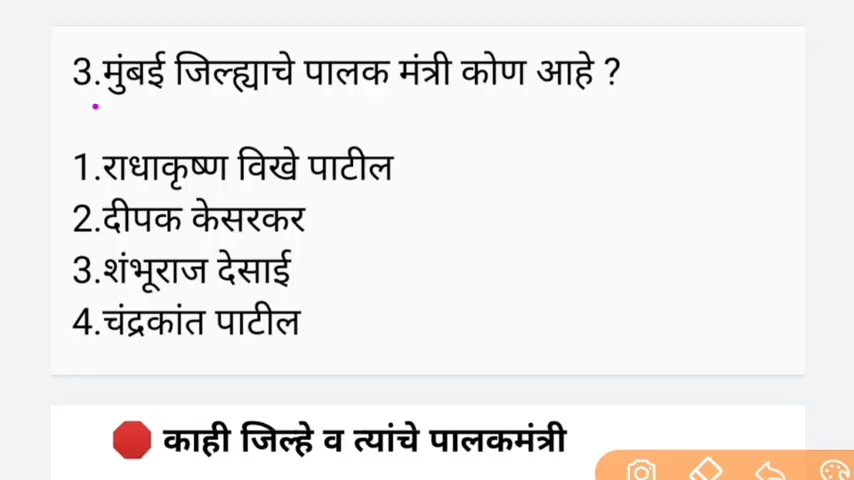 3.मुंबई जिल्ह्याचे पालक मंत्री कोण आहे ?
1.राधाकृष्ण विखे पाटील
2.दीपक केसरकर
3.शंभूराज देसाई
4.चंद्रकांत पाटील
काही जिल्हे व त्यांचे पालकमंत्री